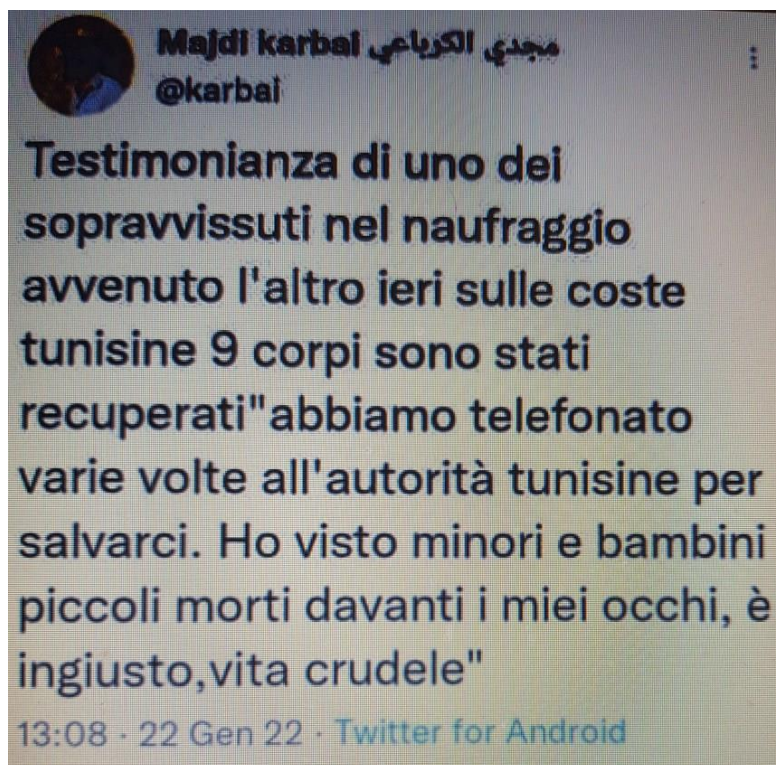 Majdi karbai مجدي الكرباعي
@karbai
Testimonianza di uno dei
sopravvissuti nel naufraggio
avvenuto l'altro ieri sulle coste
tunisine 9 corpi sono stati
recuperati"abbiamo telefonato
varie volte all'autorità tunisine per
salvarci. Ho visto minori e bambini
piccoli morti davanti i miei occhi, è
ingiusto,vita crudele"
13:08 · 22 Gen 22 · Twitter for Android